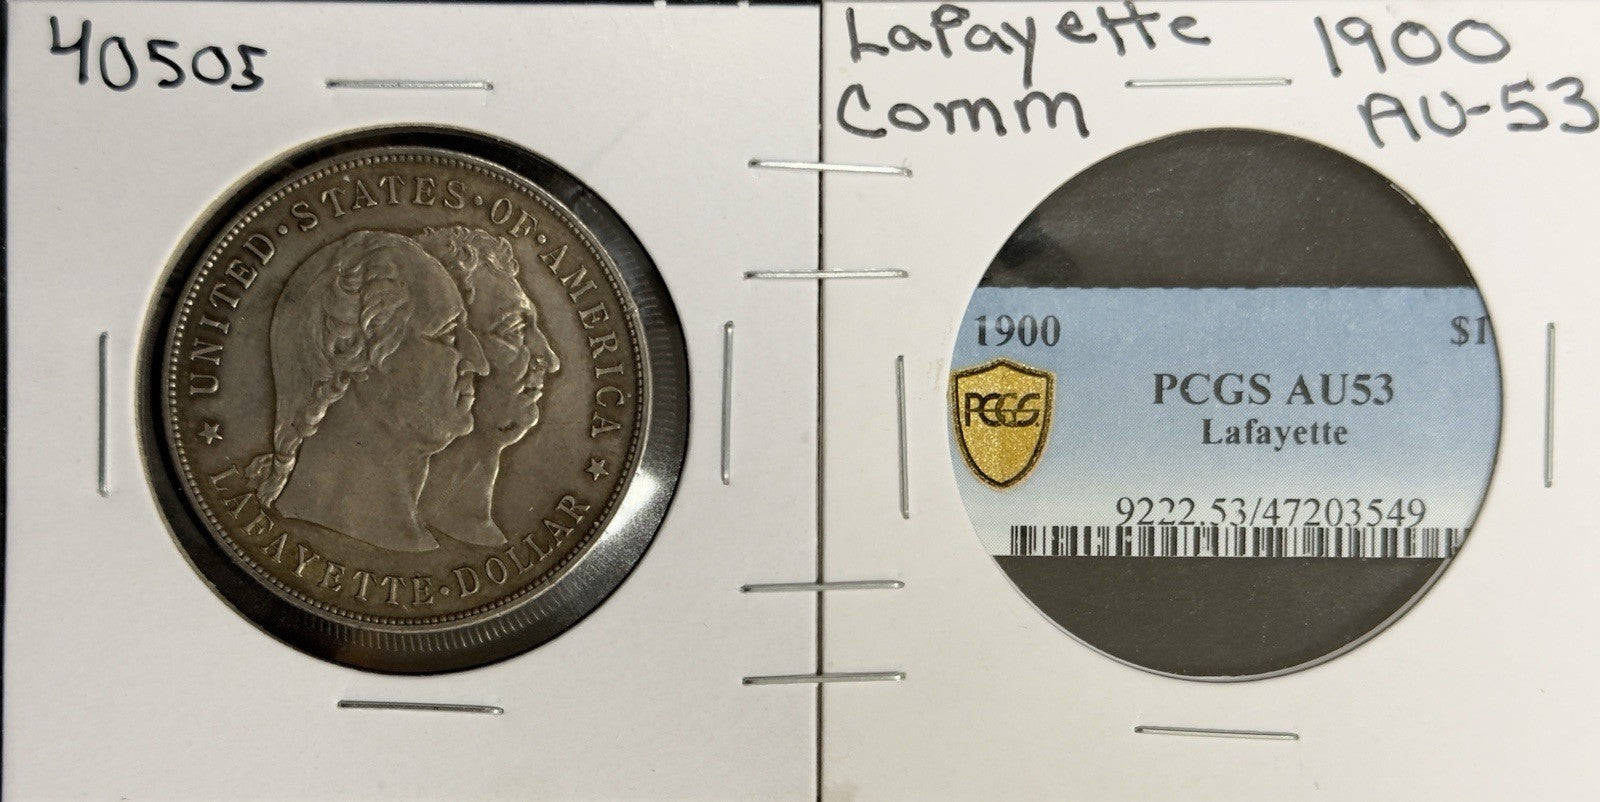 40505
UNITED · STATES · OF · AMERICA
★ LAFAYETTE · DOLLAR ★
Lafayette 1900
Comm AU-53
1900 $1
PCGS AU53
PCGS
Lafayette
9222.53/47203549